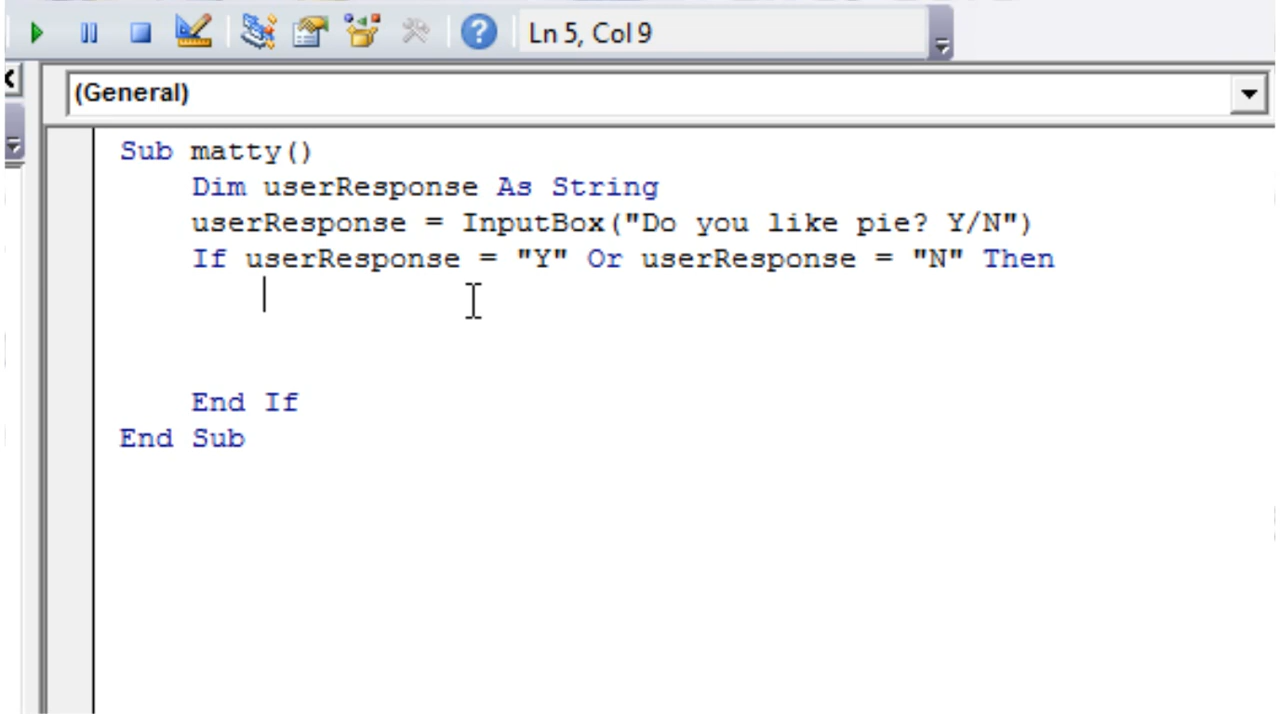 Ln 5, Col 9
(General)
Sub matty()
    Dim userResponse As String
    userResponse = InputBox("Do you like pie? Y/N")
    If userResponse = "Y" Or userResponse = "N" Then
    End If
End Sub